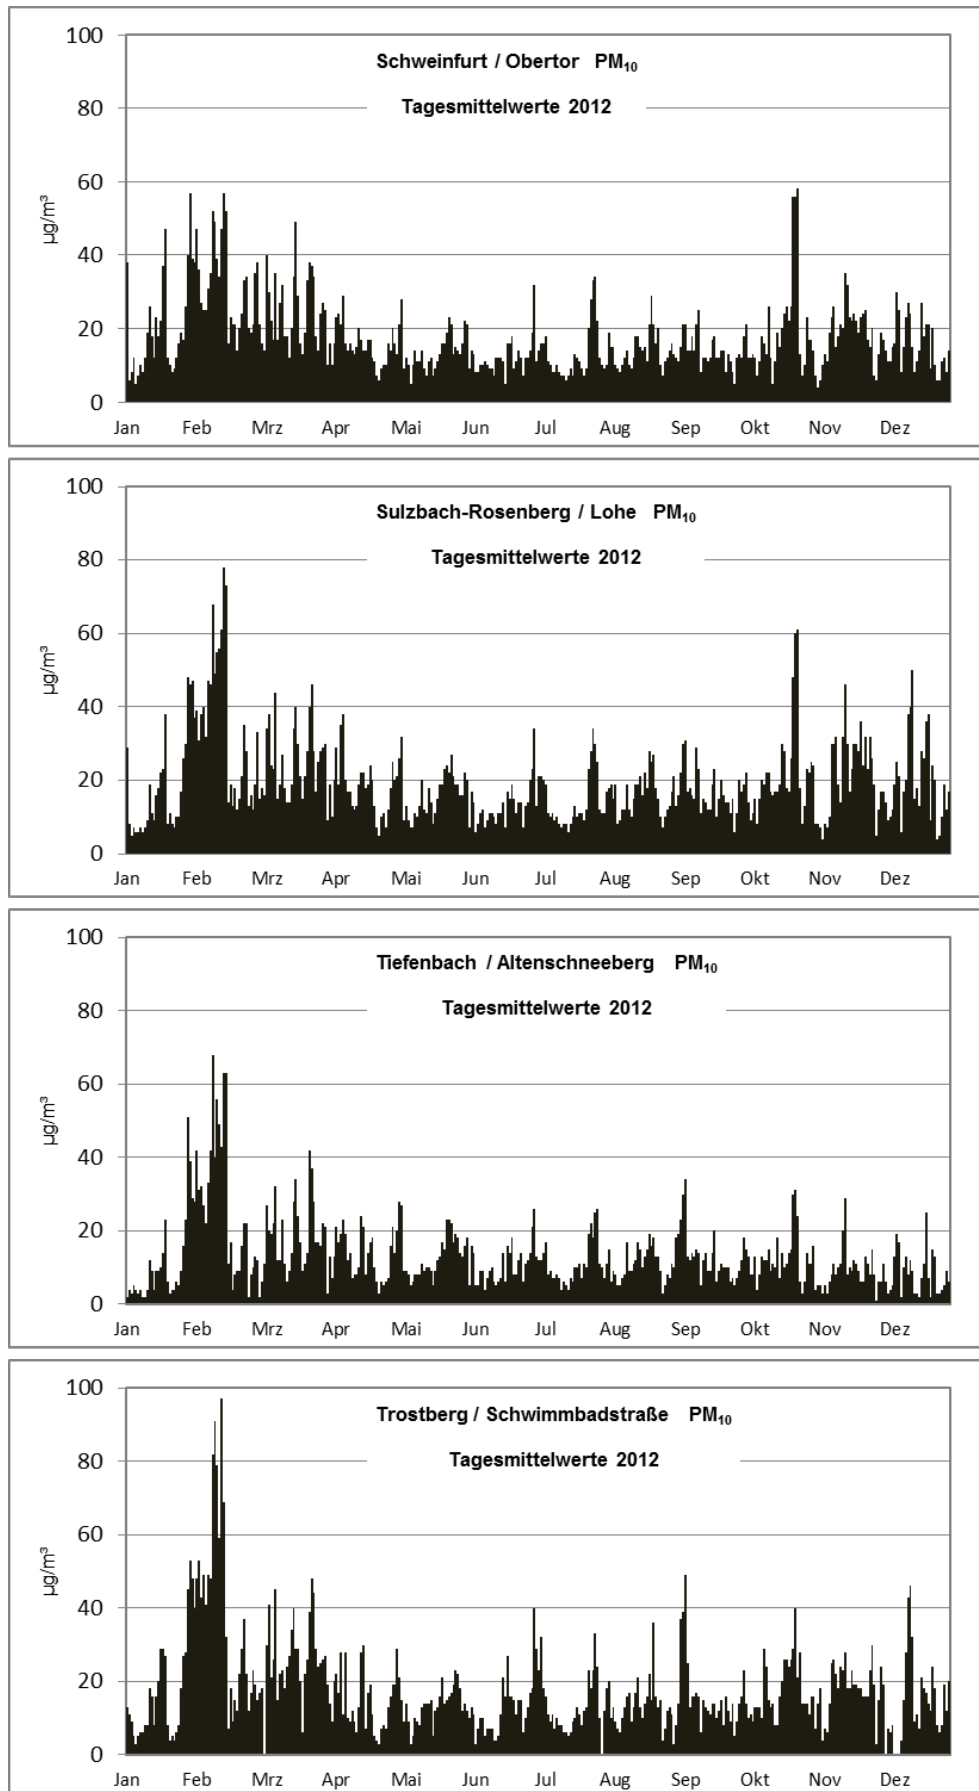 100
Schweinfurt / Obertor PM₁₀
80
Tagesmittelwerte 2012
60
µg/m³
40
20
0
Jan Feb Mrz Apr Mai Jun Jul Aug Sep Okt Nov Dez
100
Sulzbach-Rosenberg / Lohe PM₁₀
80
Tagesmittelwerte 2012
60
µg/m³
40
20
0
Jan Feb Mrz Apr Mai Jun Jul Aug Sep Okt Nov Dez
100
Tiefenbach / Altenschneeberg PM₁₀
80
Tagesmittelwerte 2012
60
µg/m³
40
20
0
Jan Feb Mrz Apr Mai Jun Jul Aug Sep Okt Nov Dez
100
Trostberg / Schwimmbadstraße PM₁₀
80
Tagesmittelwerte 2012
60
µg/m³
40
20
0
Jan Feb Mrz Apr Mai Jun Jul Aug Sep Okt Nov Dez